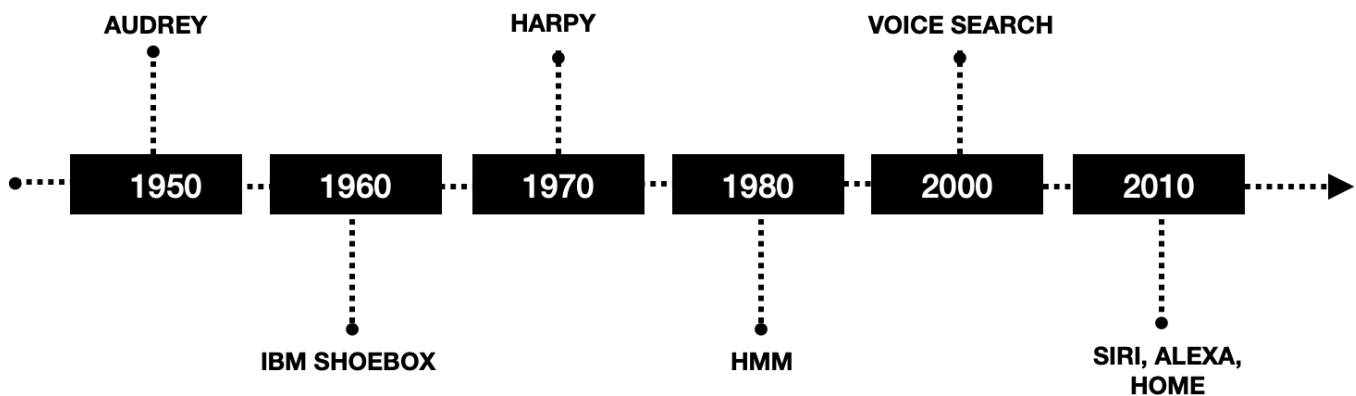 AUDREY
HARPY
VOICE SEARCH
1950
1960
1970
1980
2000
2010
IBM SHOEBOX
HMM
SIRI, ALEXA,
HOME